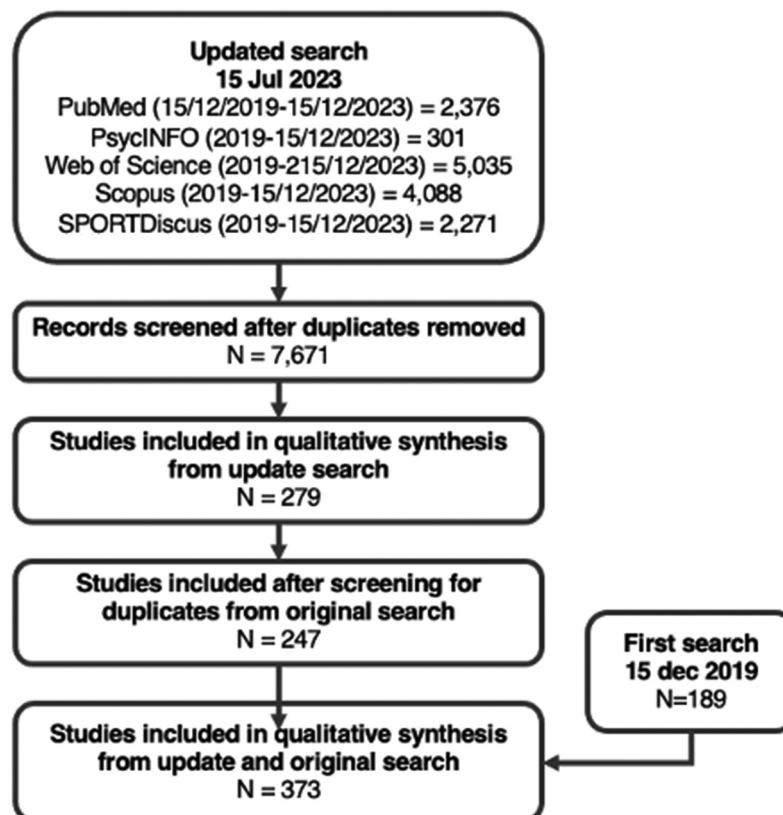 Updated search
15 Jul 2023
PubMed (15/12/2019-15/12/2023) = 2,376
PsycINFO (2019-15/12/2023) = 301
Web of Science (2019-215/12/2023) = 5,035
Scopus (2019-15/12/2023) = 4,088
SPORTDiscus (2019-15/12/2023) = 2,271
Records screened after duplicates removed
N = 7,671
Studies included in qualitative synthesis
from update search
N = 279
Studies included after screening for
duplicates from original search
N = 247
First search
15 dec 2019
N=189
Studies included in qualitative synthesis
from update and original search
N = 373